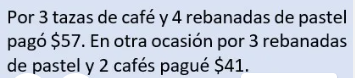 Por 3 tazas de café y 4 rebanadas de pastel
pagó $57. En otra ocasión por 3 rebanadas
de pastel y 2 cafés pagué $41.